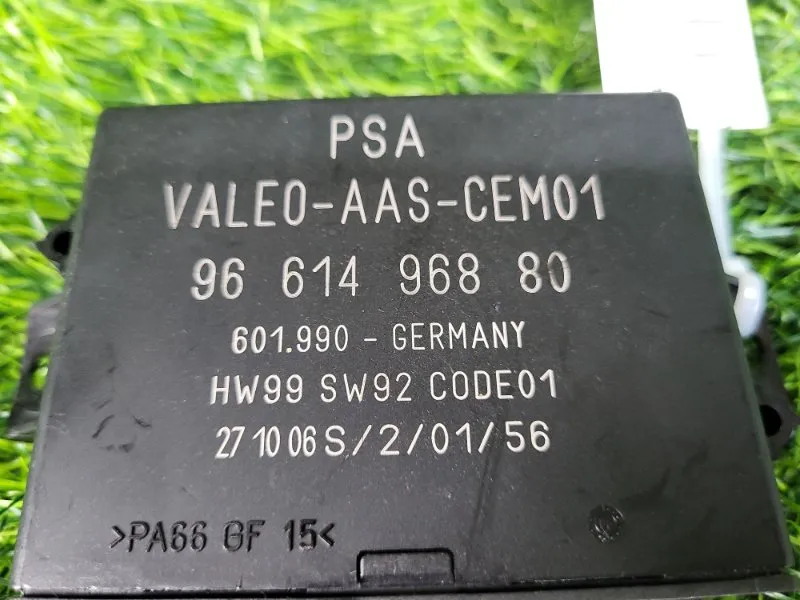 PSA
VALEO-AAS-CEM01
96 614 968 80
601.990 - GERMANY
HW99 SW92 CODE01
27 10 06 S/2/01/56
>PA66 GF 15<